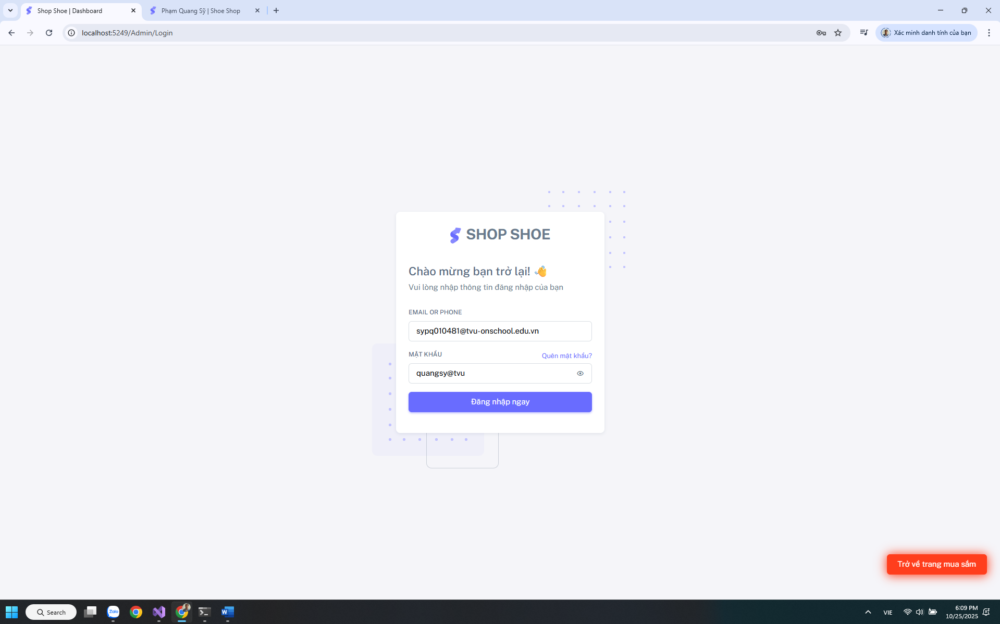 Shop Shoe | Dashboard
Phạm Quang Sỹ | Shoe Shop
localhost:5249/Admin/Login
Xác minh danh tính của bạn
SHOP SHOE
Chào mừng bạn trở lại! 👋
Vui lòng nhập thông tin đăng nhập của bạn
EMAIL OR PHONE
sypq010481@tvu-onschool.edu.vn
MẬT KHẨU
Quên mật khẩu?
quangsy@tvu
Đăng nhập ngay
Trở về trang mua sắm
Search
Zalo
W
VIE
6:09 PM
10/25/2025